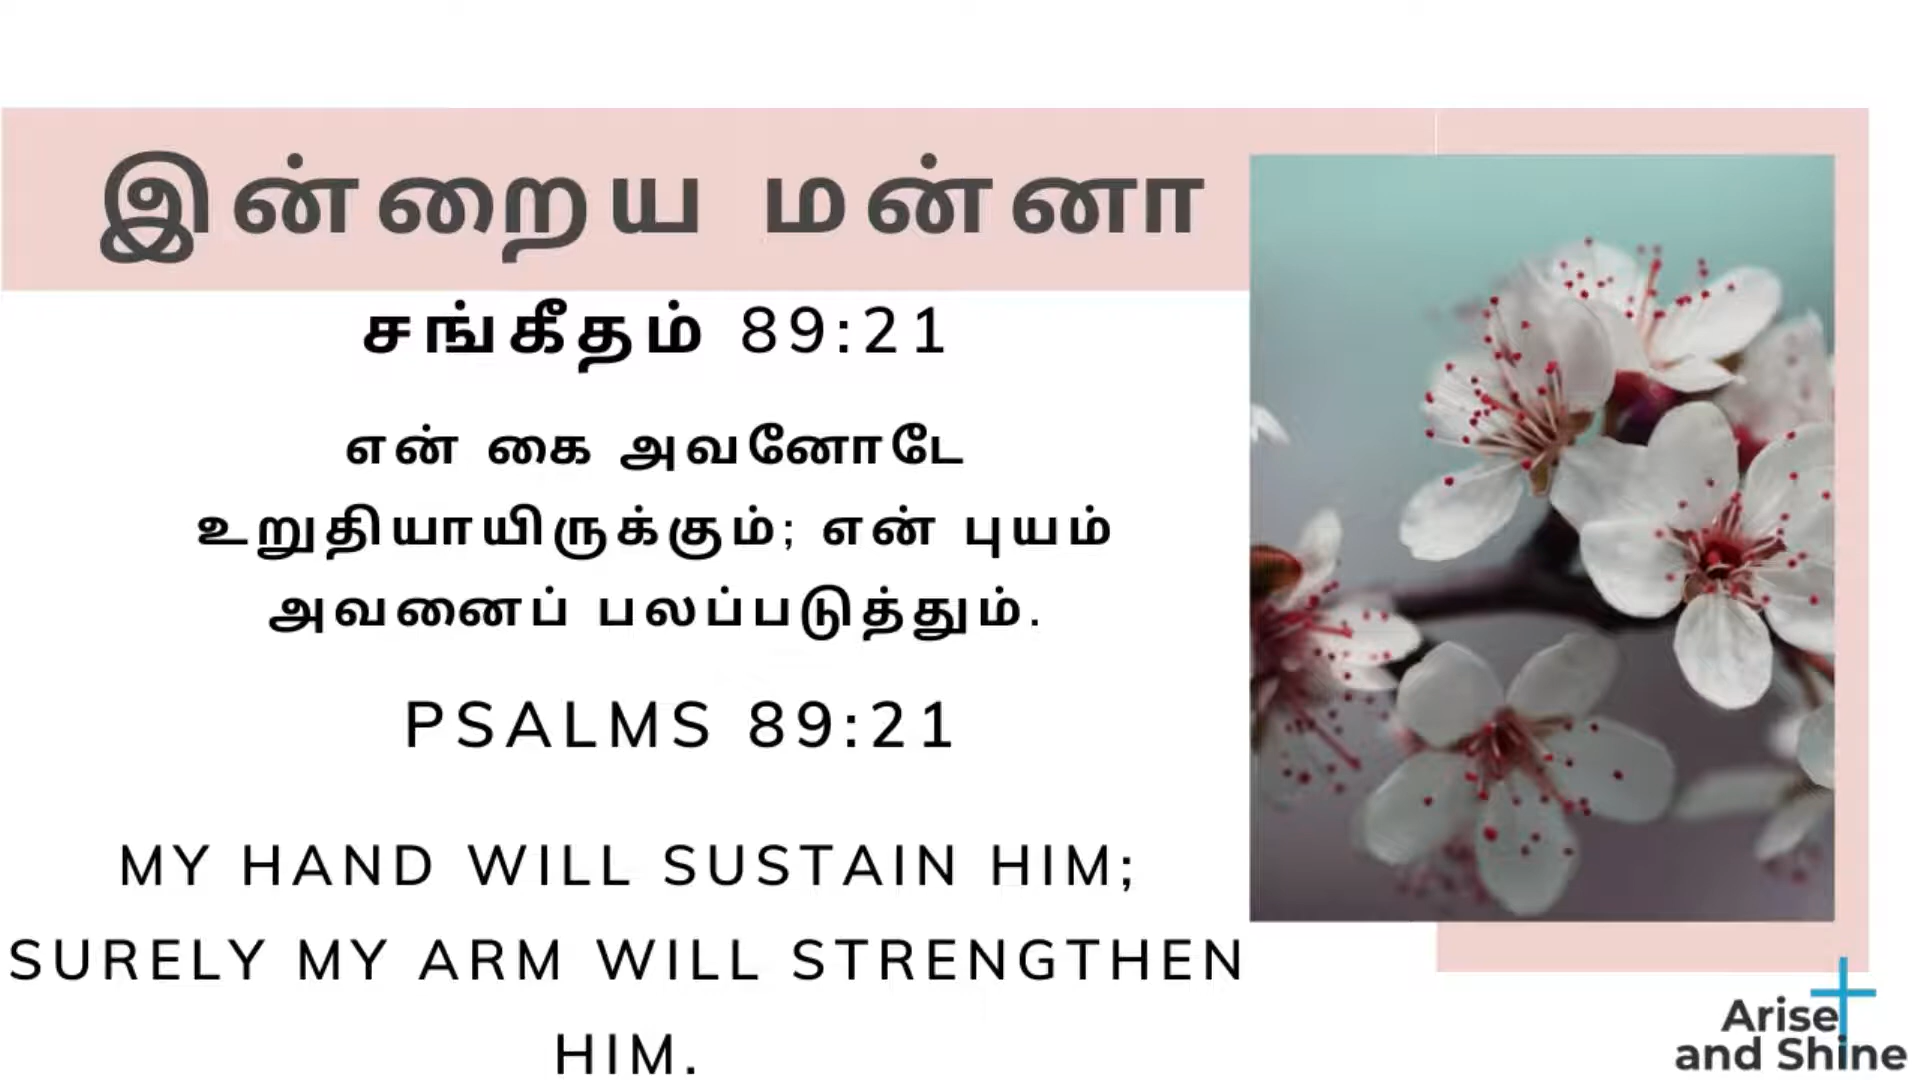 இன்றைய மன்னா
சங்கீதம் 89:21
என் கை அவனோடே
உறுதியாயிருக்கும்; என் புயம்
அவனைப் பலப்படுத்தும்.
PSALMS 89:21
MY HAND WILL SUSTAIN HIM;
SURELY MY ARM WILL STRENGTHEN
HIM.
Arise
and Shine